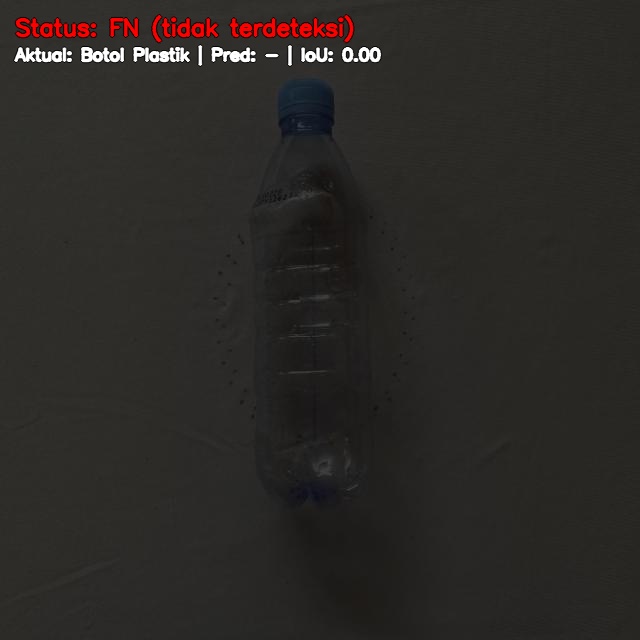 Status: FN (tidak terdeteksi)
Aktual: Botol Plastik | Pred: - | IoU: 0.00